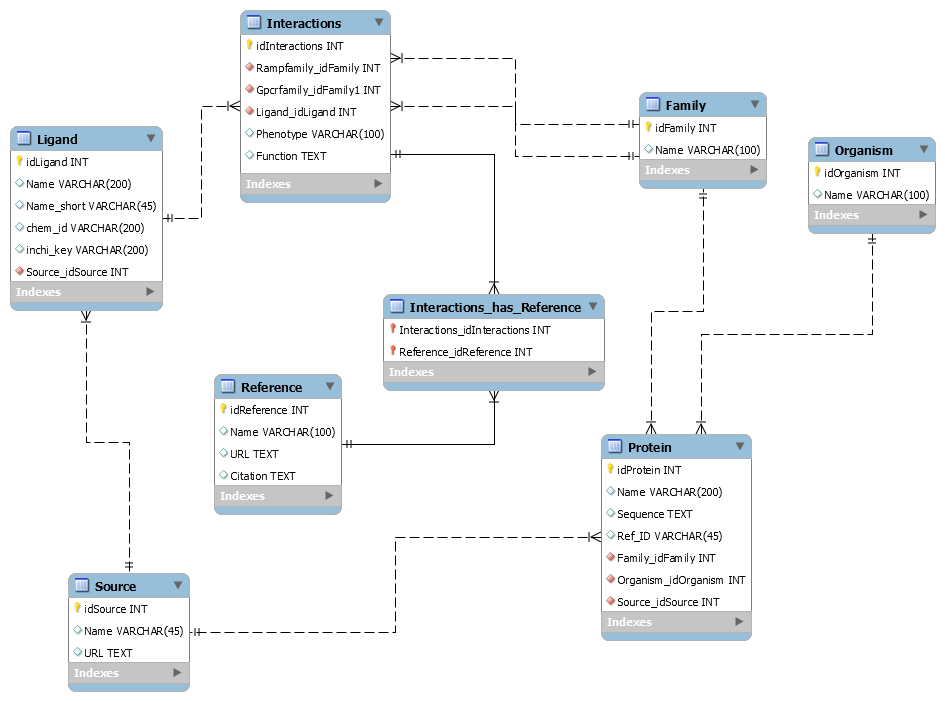 Interactions
idInteractions INT
Rampfamily_idFamily INT
Gpcrfamily_idFamily1 INT
Ligand_idLigand INT
Phenotype VARCHAR(100)
Function TEXT
Indexes
Family
idFamily INT
Name VARCHAR(100)
Indexes
Organism
idOrganism INT
Name VARCHAR(100)
Indexes
Ligand
idLigand INT
Name VARCHAR(200)
Name_short VARCHAR(45)
chem_id VARCHAR(200)
inchi_key VARCHAR(200)
Source_idSource INT
Indexes
Interactions_has_Reference
Interactions_idInteractions INT
Reference_idReference INT
Indexes
Reference
idReference INT
Name VARCHAR(100)
URL TEXT
Citation TEXT
Indexes
Protein
idProtein INT
Name VARCHAR(200)
Sequence TEXT
Ref_ID VARCHAR(45)
Family_idFamily INT
Organism_idOrganism INT
Source_idSource INT
Indexes
Source
idSource INT
Name VARCHAR(45)
URL TEXT
Indexes